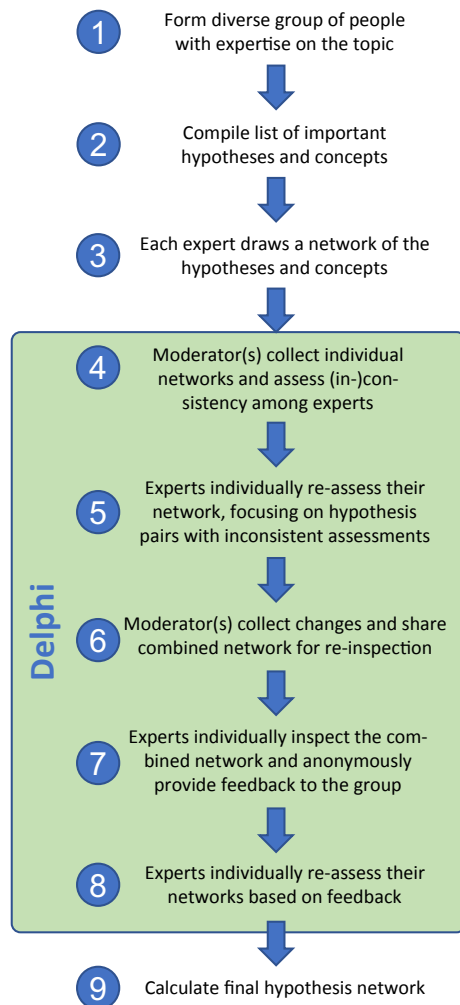 1
Form diverse group of people
with expertise on the topic
2
Compile list of important
hypotheses and concepts
3
Each expert draws a network of the
hypotheses and concepts
Delphi
4
Moderator(s) collect individual
networks and assess (in-)con-
sistency among experts
5
Experts individually re-assess their
network, focusing on hypothesis
pairs with inconsistent assessments
6
Moderator(s) collect changes and share
combined network for re-inspection
7
Experts individually inspect the com-
bined network and anonymously
provide feedback to the group
8
Experts individually re-assess their
networks based on feedback
9
Calculate final hypothesis network